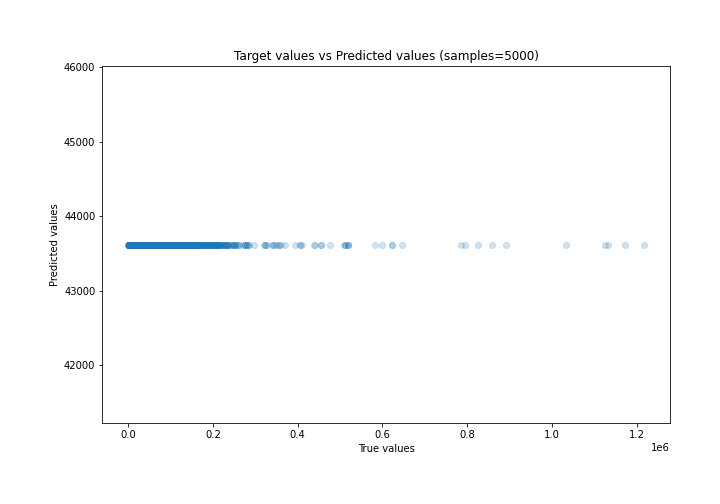 Target values vs Predicted values (samples=5000)
46000
45000
44000
43000
42000
Predicted values
0.0 0.2 0.4 0.6 0.8 1.0 1.2
1e6
True values